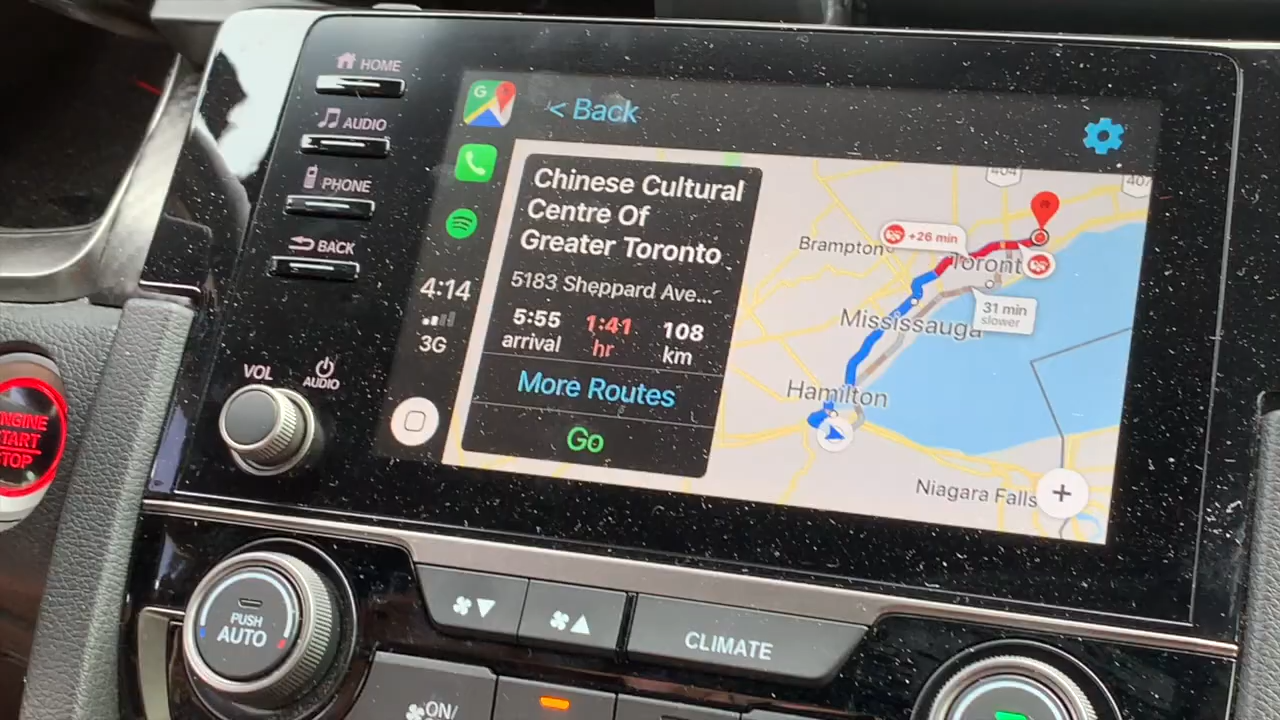 HOME
AUDIO
PHONE
BACK
VOL
AUDIO
ENGINE
START
STOP
G
< Back
4:14
3G
Chinese Cultural
Centre Of
Greater Toronto
5183 Sheppard Ave...
5:55
arrival
1:41
hr
108
km
More Routes
Go
404
407
+26 min
Brampton
Toront
31 min
slower
Mississauga
Hamilton
Niagara Falls
+
PUSH
AUTO
CLIMATE
ON/